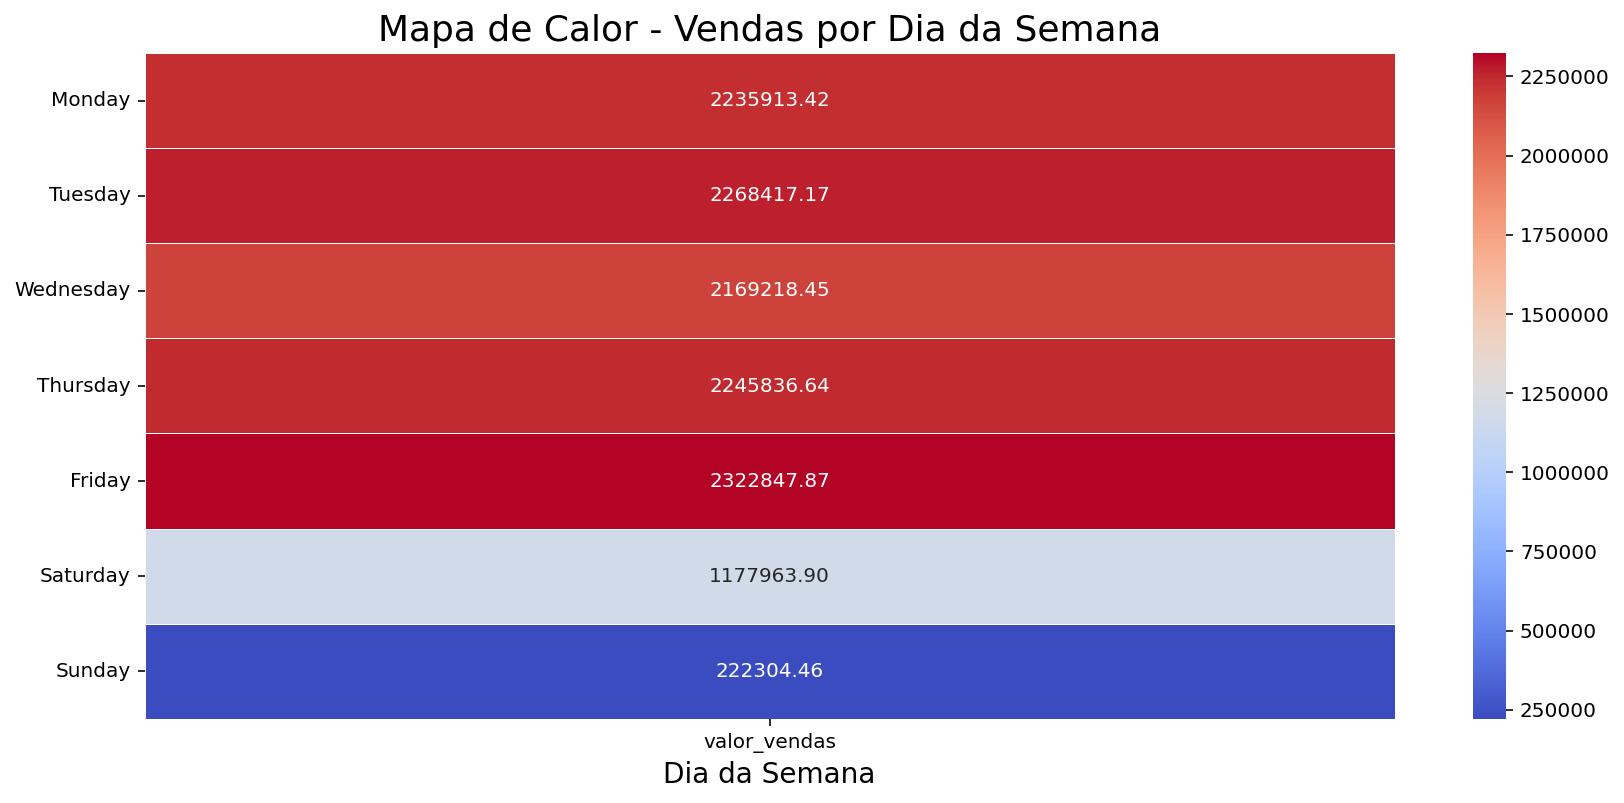 Mapa de Calor - Vendas por Dia da Semana
Monday 2235913.42
Tuesday 2268417.17
Wednesday 2169218.45
Thursday 2245836.64
Friday 2322847.87
Saturday 1177963.90
Sunday 222304.46
valor_vendas
Dia da Semana
2250000
2000000
1750000
1500000
1250000
1000000
750000
500000
250000